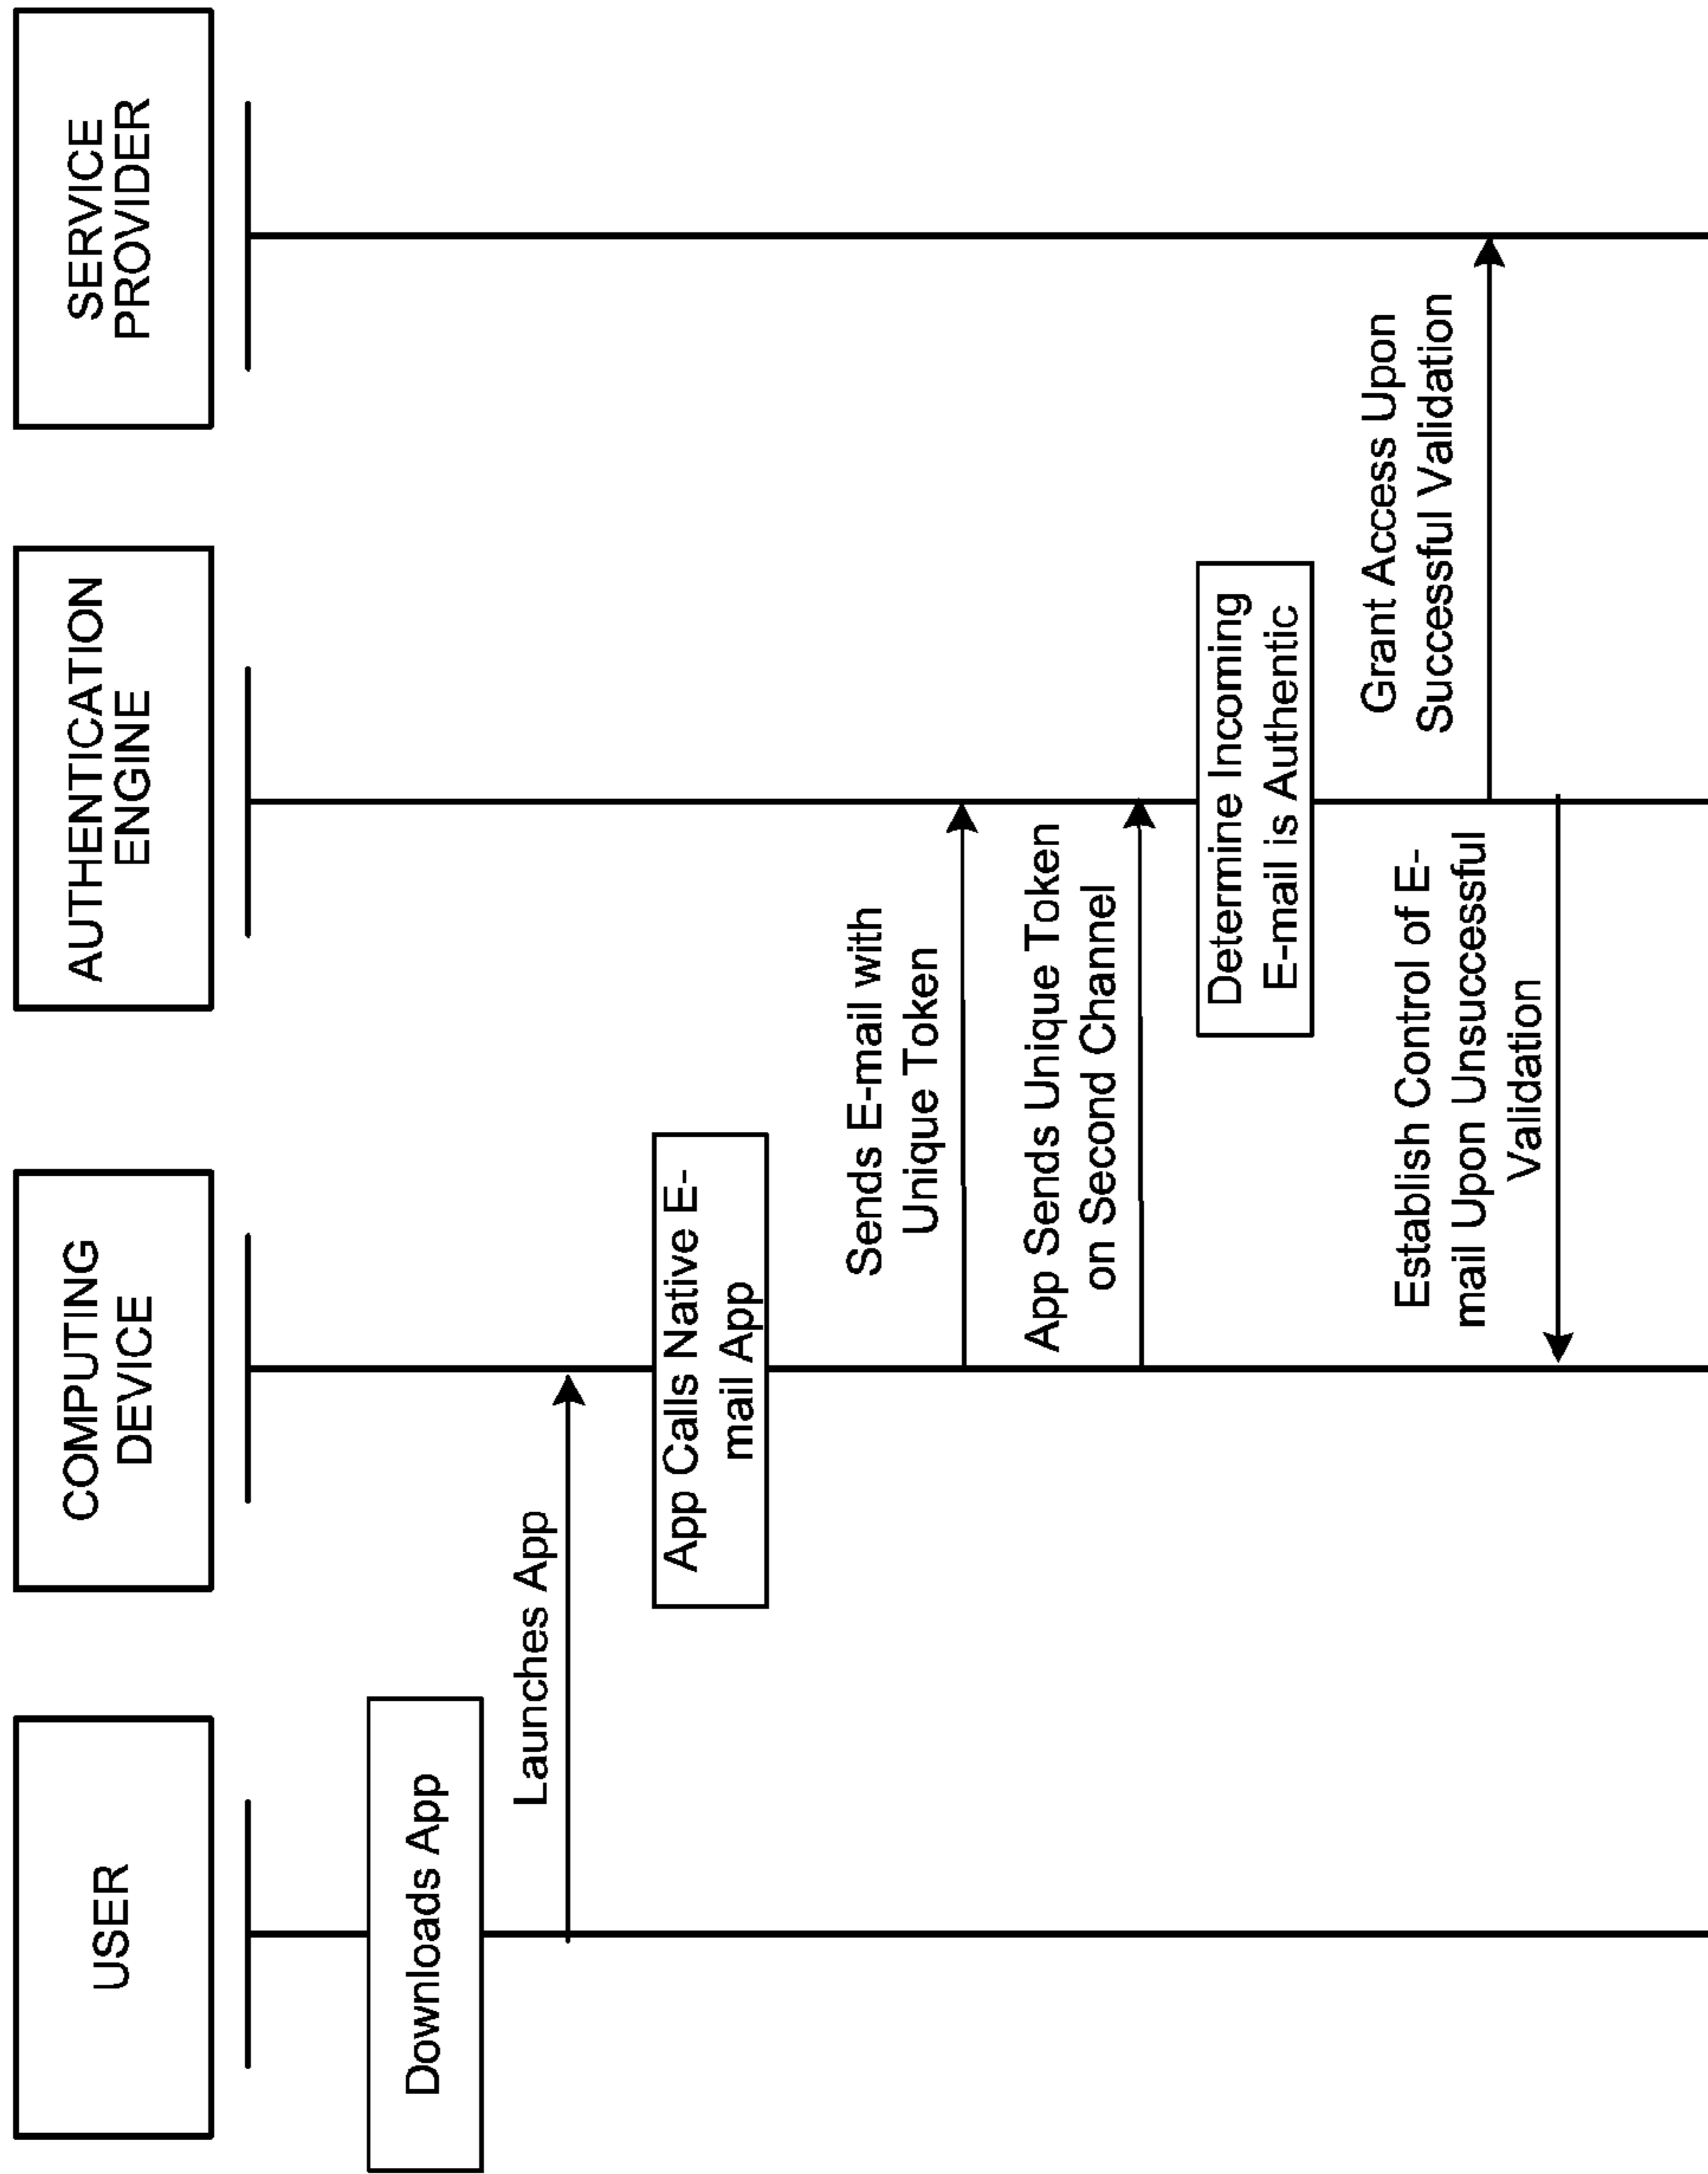 USER
COMPUTING
DEVICE
AUTHENTICATION
ENGINE
SERVICE
PROVIDER
Downloads App
Launches App
App Calls Native E-
mail App
Sends E-mail with
Unique Token
App Sends Unique Token
on Second Channel
Determine Incoming
E-mail is Authentic
Grant Access Upon
Successful Validation
Establish Control of E-
mail Upon Unsuccessful
Validation